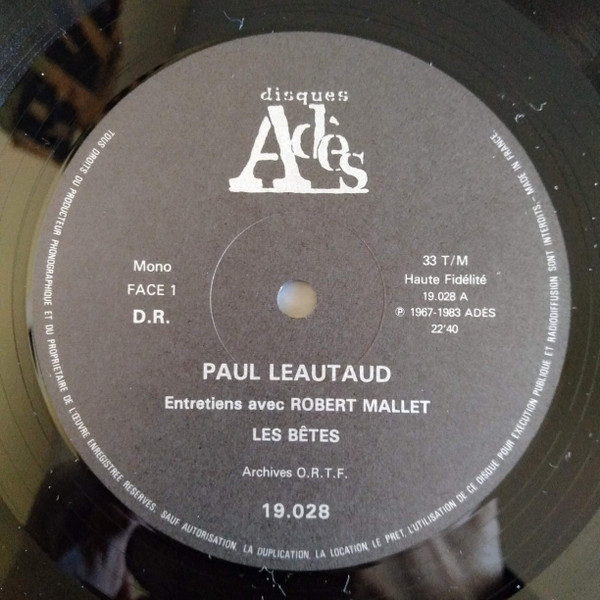 disques
Adès
Mono
FACE 1
D.R.
33 T/M
Haute Fidélité
19.028 A
℗ 1967-1983 ADÈS
22'40
PAUL LEAUTAUD
Entretiens avec ROBERT MALLET
LES BÊTES
Archives O.R.T.F.
19.028
TOUS DROITS DU PRODUCTEUR PHONOGRAPHIQUE ET DU PROPRIETAIRE DE L'ŒUVRE ENREGISTREE RESERVES. SAUF AUTORISATION, LA DUPLICATION, LA LOCATION, LE PRET, L'UTILISATION DE CE DISQUE POUR EXECUTION PUBLIQUE ET RADIODIFFUSION SONT INTERDITS - MADE IN FRANCE.